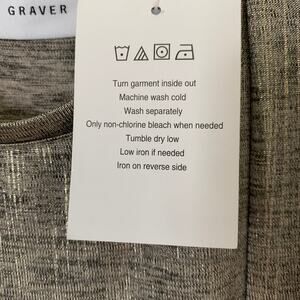 GRAVER
Turn garment inside out
Machine wash cold
Wash separately
Only non-chlorine bleach when needed
Tumble dry low
Low iron if needed
Iron on reverse side